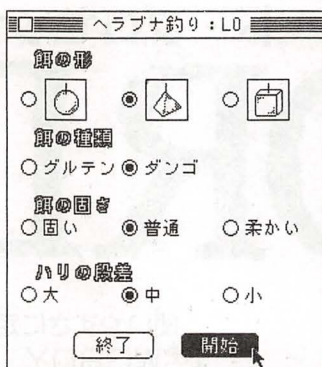 ヘラブナ釣り:L0
餌の形
餌の種類
グルテン ダンゴ
餌の固さ
固い 普通 柔かい
ハリの段差
大 中 小
終了 開始